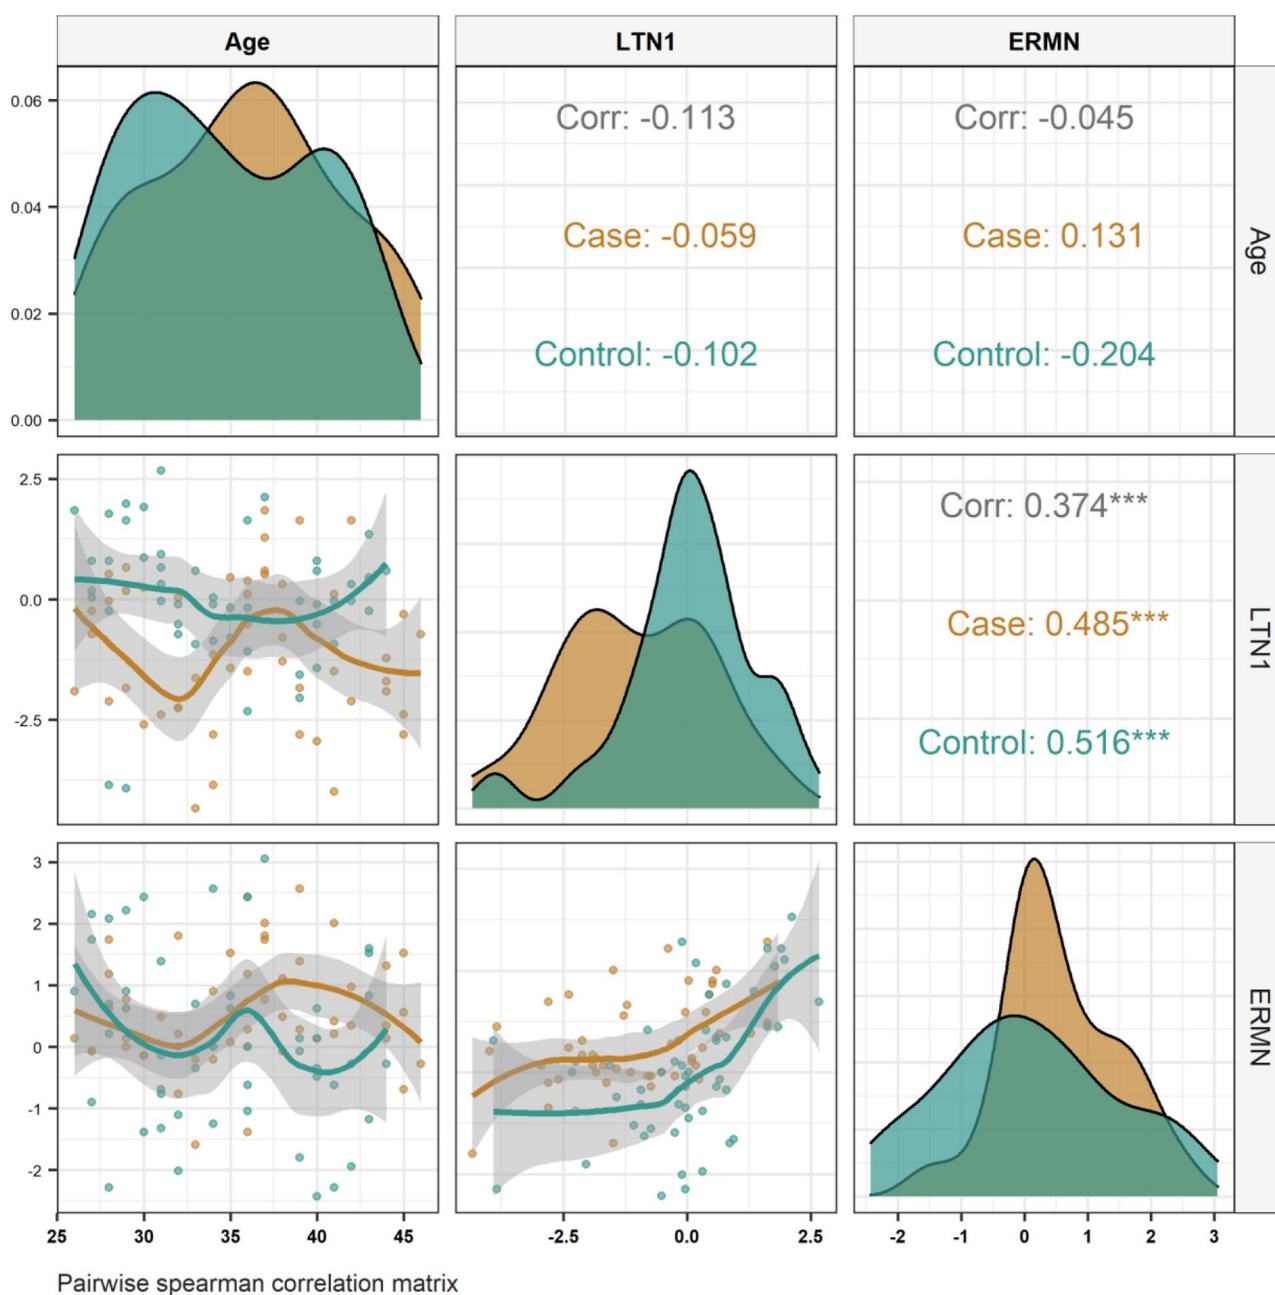 Age
LTN1
ERMN
0.06
0.04
0.02
0.00
Corr: -0.113
Case: -0.059
Control: -0.102
Corr: -0.045
Case: 0.131
Control: -0.204
Age
2.5
0.0
-2.5
Corr: 0.374***
Case: 0.485***
Control: 0.516***
LTN1
3
2
1
0
-1
-2
ERMN
25 30 35 40 45
-2.5 0.0 2.5
-2 -1 0 1 2 3
Pairwise spearman correlation matrix